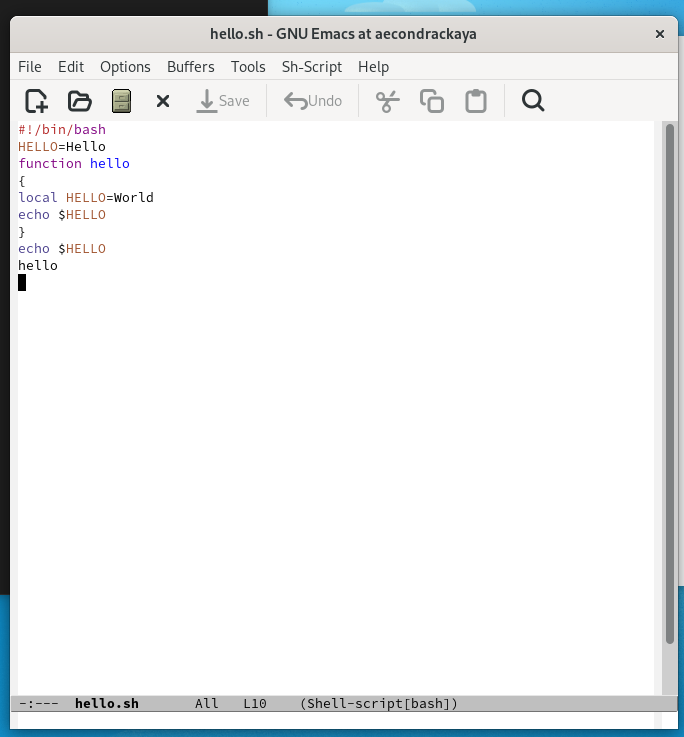 hello.sh - GNU Emacs at aecondrackaya
File Edit Options Buffers Tools Sh-Script Help
Save Undo
#!/bin/bash
HELLO=Hello
function hello
{
local HELLO=World
echo $HELLO
}
echo $HELLO
hello
-:--- hello.sh All L10 (Shell-script[bash])